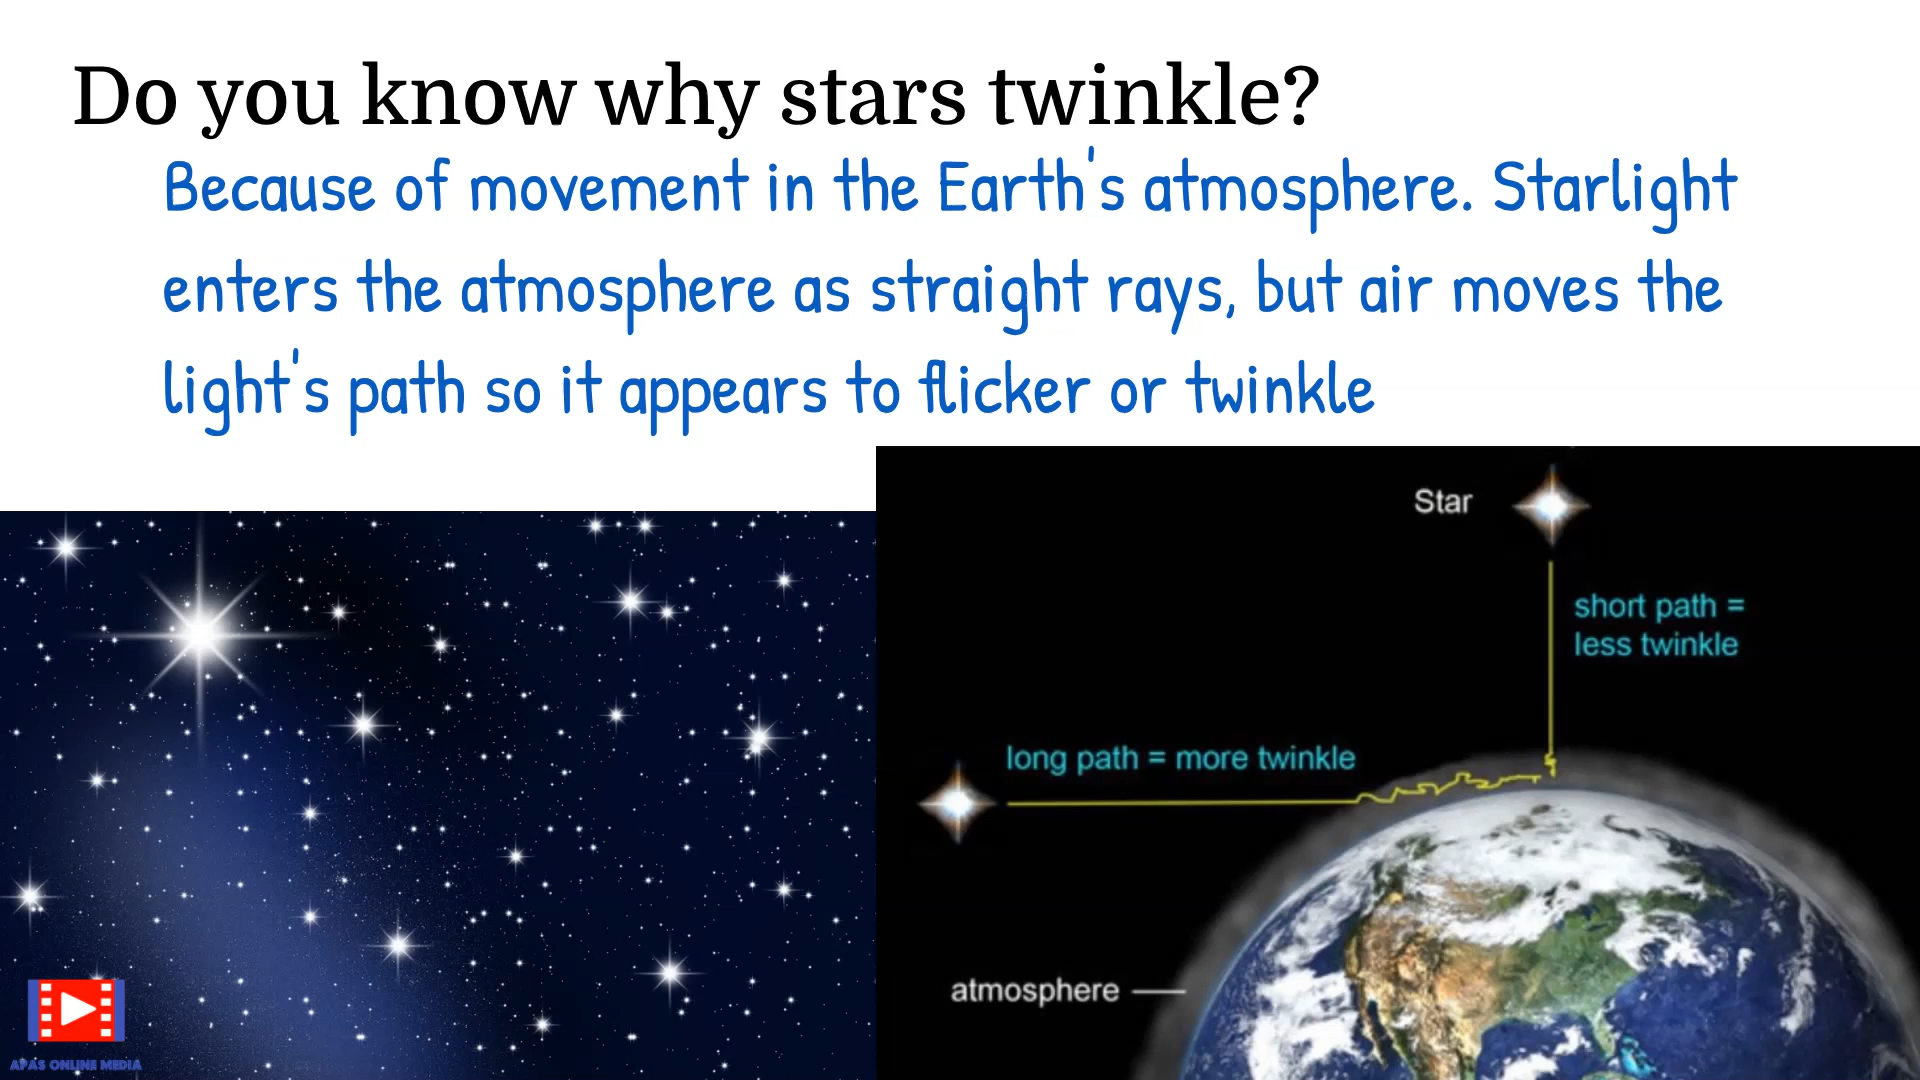 Do you know why stars twinkle?
Because of movement in the Earth's atmosphere. Starlight
enters the atmosphere as straight rays, but air moves the
light's path so it appears to flicker or twinkle
Star
short path =
less twinkle
long path = more twinkle
atmosphere
APAS ONLINE MEDIA